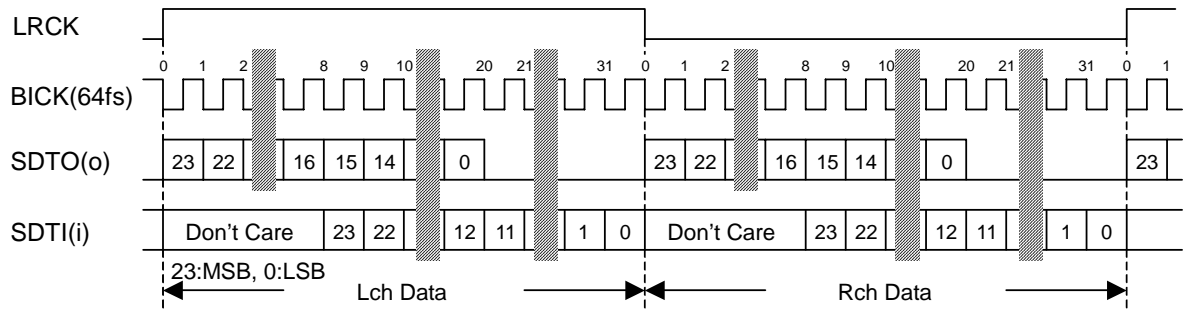 LRCK
0 1 2 8 9 10 20 21 31 0 1 2 8 9 10 20 21 31 0 1
BICK(64fs)
SDTO(o) 23 22 16 15 14 0 23 22 16 15 14 0 23
SDTI(i) Don't Care 23 22 12 11 1 0 Don't Care 23 22 12 11 1 0
23:MSB, 0:LSB
Lch Data Rch Data